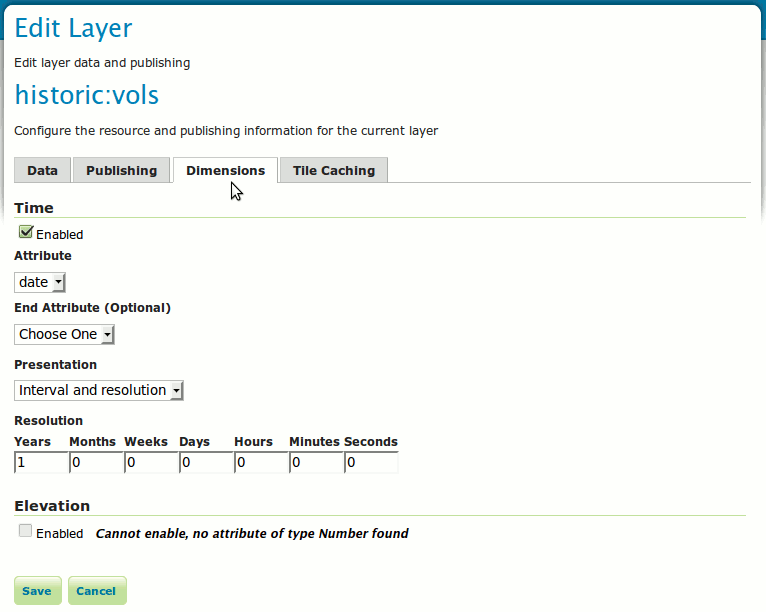 Edit Layer
Edit layer data and publishing
historic:vols
Configure the resource and publishing information for the current layer
Data Publishing Dimensions Tile Caching
Time
Enabled
Attribute
date
End Attribute (Optional)
Choose One
Presentation
Interval and resolution
Resolution
Years Months Weeks Days Hours Minutes Seconds
1 0 0 0 0 0 0
Elevation
Enabled Cannot enable, no attribute of type Number found
Save Cancel